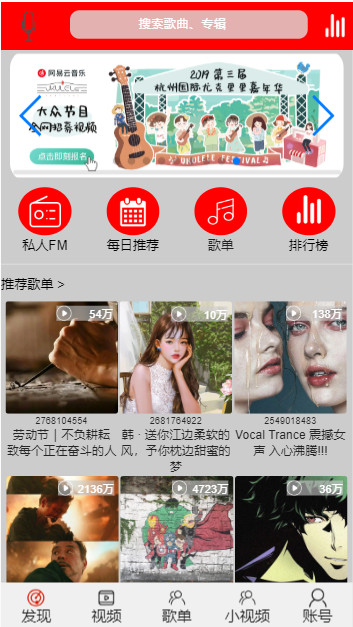 搜索歌曲、专辑
网易云音乐
2019第三届
杭州国际尤克里里嘉年华
大众节目
全网招募视频
点击即刻报名
UKULELE FESTIVAL
私人FM
每日推荐
歌单
排行榜
推荐歌单 >
54万
10万
138万
2768104554
2681764922
2549018483
劳动节 | 不负耕耘
致每个正在奋斗的人
韩 · 送你江边柔软的
风，予你枕边甜蜜的
梦
Vocal Trance 震撼女
声 入心沸腾!!!
2136万
4723万
36万
发现
视频
歌单
小视频
账号